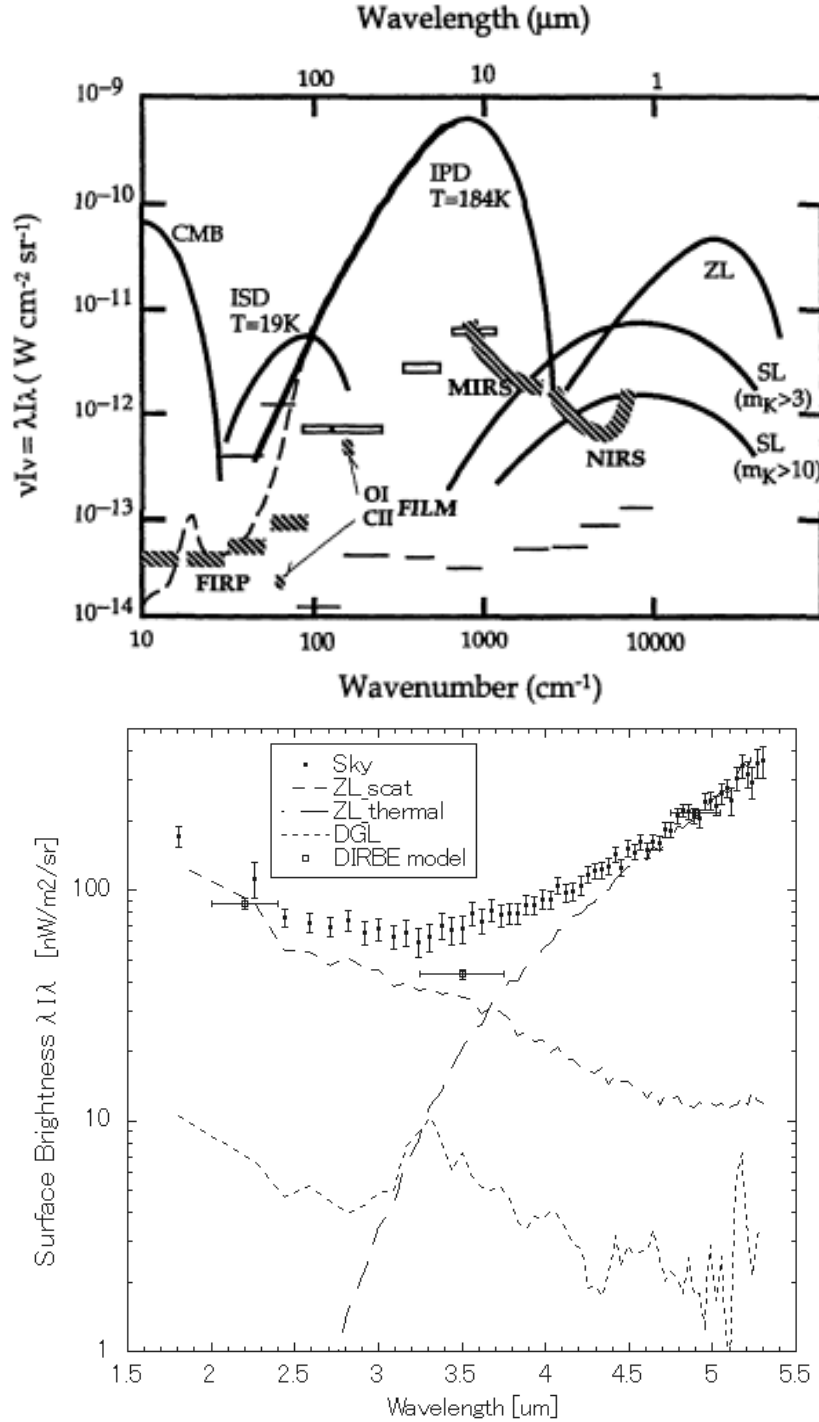 Wavelength (μm)
100 10 1
10⁻⁹
10⁻¹⁰
10⁻¹¹
10⁻¹²
10⁻¹³
10⁻¹⁴
νIν = λIλ ( W cm⁻² sr⁻¹)
CMB
ISD
T=19K
IPD
T=184K
ZL
MIRS
SL
(mK>3)
NIRS
SL
(mK>10)
OI
CII
FILM
FIRP
10 100 1000 10000
Wavenumber (cm⁻¹)
Sky
ZL_scat
ZL_thermal
DGL
DIRBE model
100
10
1
Surface Brightness λ I λ [nW/m2/sr]
1.5 2 2.5 3 3.5 4 4.5 5 5.5
Wavelength [um]